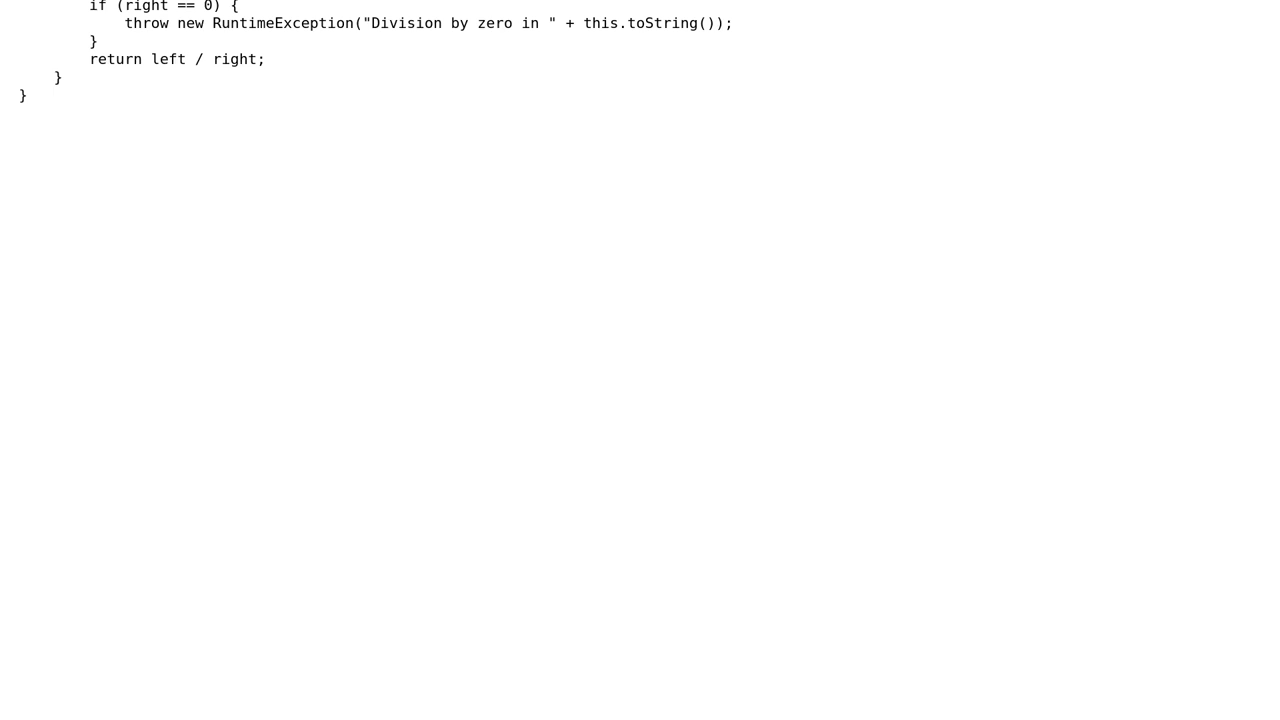 if (right == 0) {
            throw new RuntimeException("Division by zero in " + this.toString());
        }
        return left / right;
    }
}